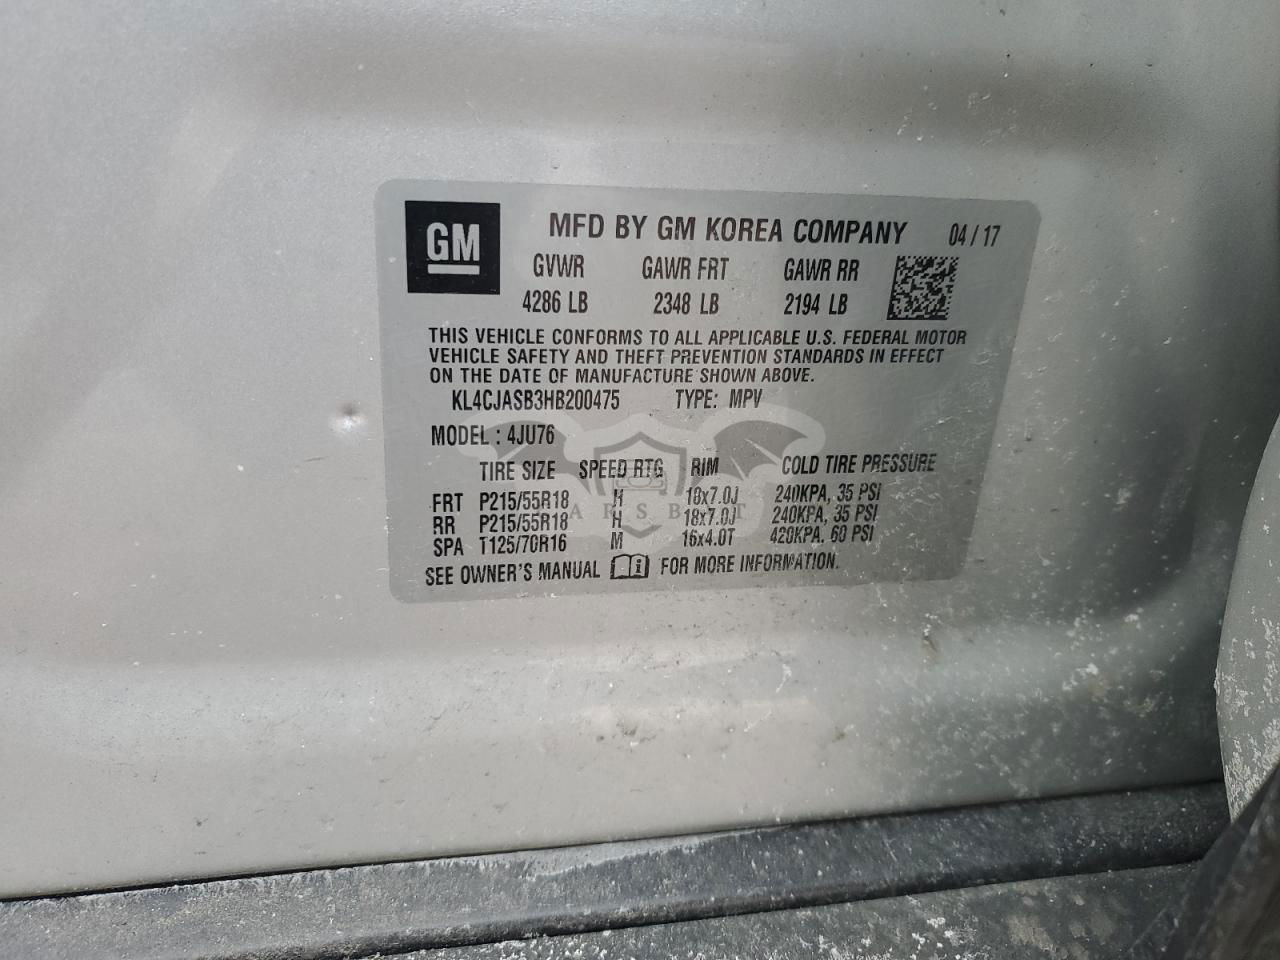 GM
MFD BY GM KOREA COMPANY 04 / 17
GVWR GAWR FRT GAWR RR
4286 LB 2348 LB 2194 LB
THIS VEHICLE CONFORMS TO ALL APPLICABLE U.S. FEDERAL MOTOR
VEHICLE SAFETY AND THEFT PREVENTION STANDARDS IN EFFECT
ON THE DATE OF MANUFACTURE SHOWN ABOVE.
KL4CJASB3HB200475 TYPE: MPV
MODEL : 4JU76
TIRE SIZE SPEED RTG RIM COLD TIRE PRESSURE
FRT P215/55R18 H 18x7.0J 240KPA, 35 PSI
RR P215/55R18 H 18x7.0J 240KPA, 35 PSI
SPA T125/70R16 M 16x4.0T 420KPA, 60 PSI
SEE OWNER'S MANUAL FOR MORE INFORMATION.